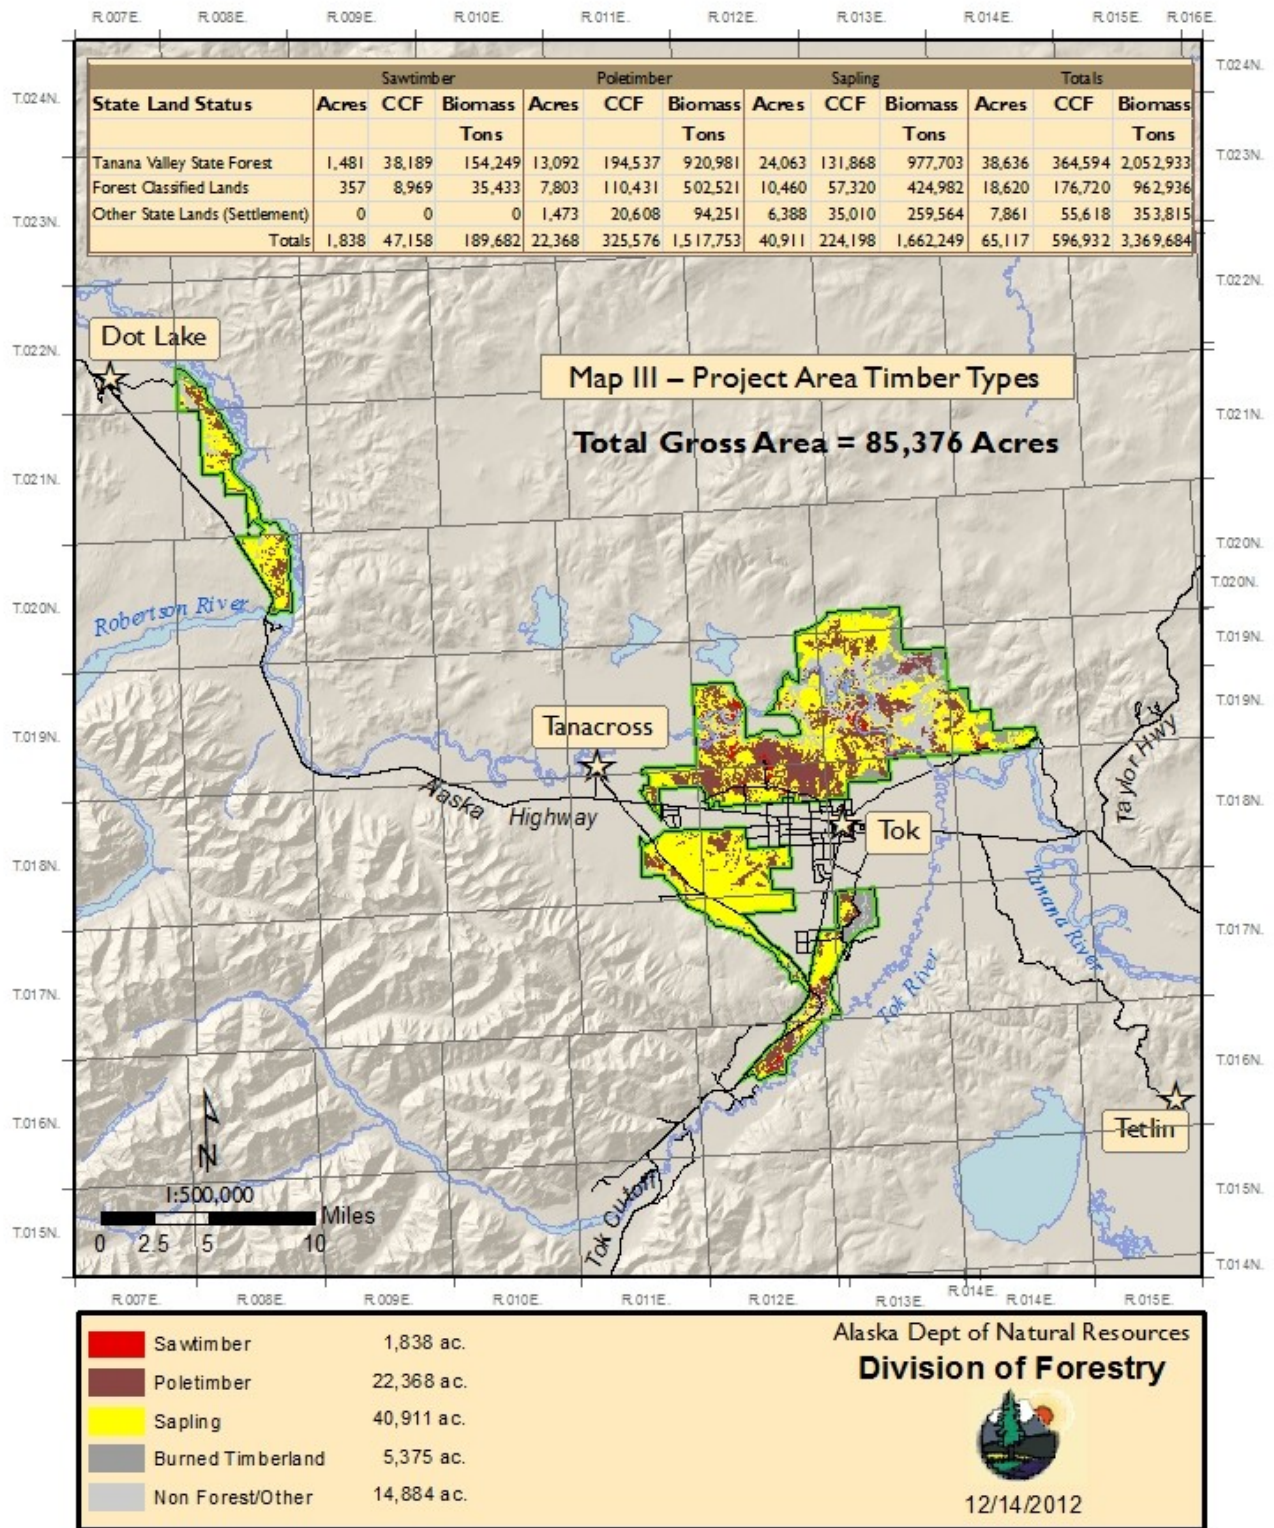 R.007E. R.008E. R.009E. R.010E. R.011E. R.012E. R.013E. R.014E. R.015E. R.016E.
Sawtimber Poletimber Sapling Totals
State Land Status Acres CCF Biomass Acres CCF Biomass Acres CCF Biomass Acres CCF Biomass
Tons Tons Tons Tons
Tanana Valley State Forest 1,481 38,189 154,249 13,092 194,537 920,981 24,063 131,868 977,703 38,636 364,594 2,052,933
Forest Classified Lands 357 8,969 35,433 7,803 110,431 502,521 10,460 57,320 424,982 18,620 176,720 962,936
Other State Lands (Settlement) 0 0 0 1,473 20,608 94,251 6,388 35,010 259,564 7,861 55,618 353,815
Totals 1,838 47,158 189,682 22,368 325,576 1,517,753 40,911 224,198 1,662,249 65,117 596,932 3,369,684
T.024N.
T.023N.
T.023N.
T.022N.
T.021N.
T.020N.
T.019N.
T.018N.
T.017N.
T.016N.
T.015N.
T.024N.
T.023N.
T.023N.
T.022N.
T.021N.
T.020N.
T.020N.
T.019N.
T.019N.
T.018N.
T.018N.
T.017N.
T.016N.
T.015N.
T.014N.
Dot Lake
Map III – Project Area Timber Types
Total Gross Area = 85,376 Acres
Robertson River
Tanacross
Alaska Highway
Taylor Hwy
Tok
Tanana River
Tok River
Tetlin
Tok Cutoff
N
1:500,000
Miles
0 2.5 5 10
R.007E. R.008E. R.009E. R.010E. R.011E. R.012E. R.013E. R.014E. R.014E. R.015E.
Sawtimber 1,838 ac.
Poletimber 22,368 ac.
Sapling 40,911 ac.
Burned Timberland 5,375 ac.
Non Forest/Other 14,884 ac.
Alaska Dept of Natural Resources
Division of Forestry
12/14/2012